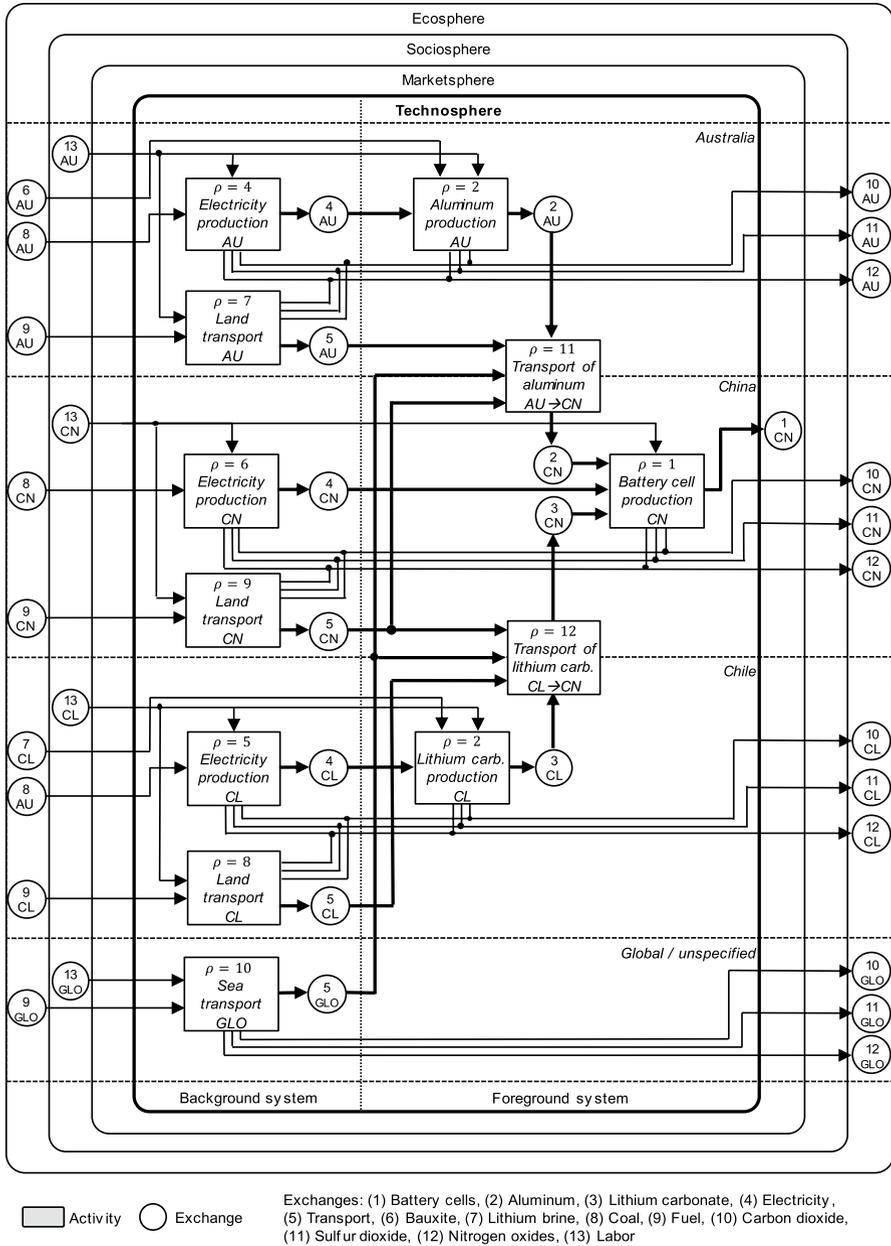 Ecosphere
Sociosphere
Marketsphere
Technosphere
Australia
13
AU
6
AU
8
AU
9
AU
ρ = 4
Electricity
production
AU
4
AU
ρ = 2
Aluminum
production
AU
2
AU
10
AU
11
AU
12
AU
ρ = 7
Land
transport
AU
5
AU
ρ = 11
Transport of
aluminum
AU→CN
China
13
CN
8
CN
9
CN
ρ = 6
Electricity
production
CN
4
CN
2
CN
3
CN
ρ = 1
Battery cell
production
CN
1
CN
10
CN
11
CN
12
CN
ρ = 9
Land
transport
CN
5
CN
ρ = 12
Transport of
lithium carb.
CL→CN
Chile
13
CL
7
CL
8
AU
9
CL
ρ = 5
Electricity
production
CL
4
CL
ρ = 2
Lithium carb.
production
CL
3
CL
10
CL
11
CL
12
CL
ρ = 8
Land
transport
CL
5
CL
Global / unspecified
13
GLO
9
GLO
ρ = 10
Sea
transport
GLO
5
GLO
10
GLO
11
GLO
12
GLO
Background system
Foreground system
Activity
Exchange
Exchanges: (1) Battery cells, (2) Aluminum, (3) Lithium carbonate, (4) Electricity,
(5) Transport, (6) Bauxite, (7) Lithium brine, (8) Coal, (9) Fuel, (10) Carbon dioxide,
(11) Sulfur dioxide, (12) Nitrogen oxides, (13) Labor